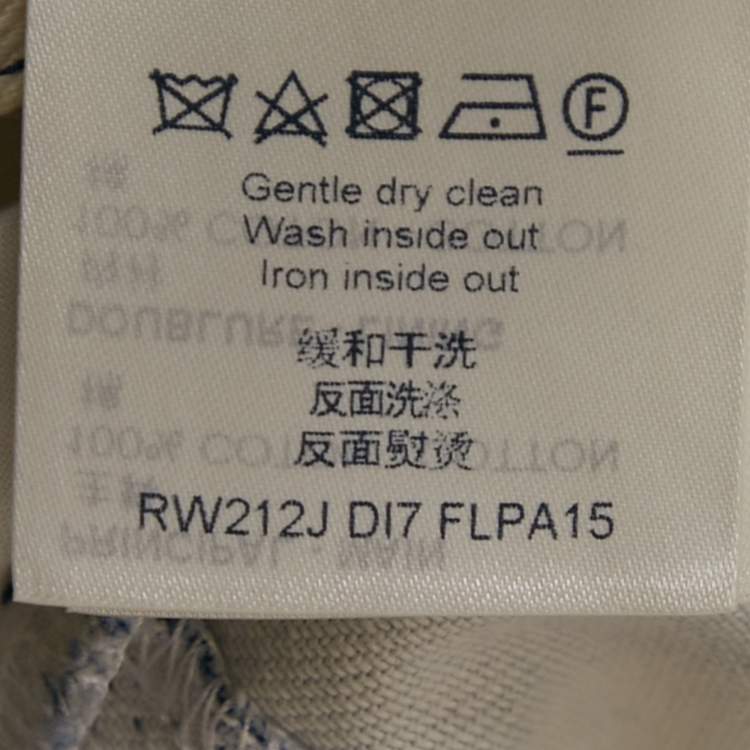 F
Gentle dry clean
Wash inside out
Iron inside out
缓和干洗
反面洗涤
反面熨烫
RW212J DI7 FLPA15